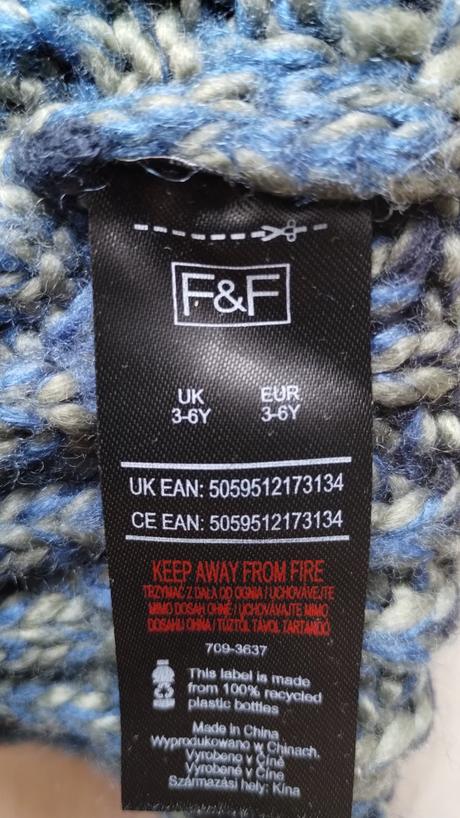 F&F
UK EUR
3-6Y 3-6Y
UK EAN: 5059512173134
CE EAN: 5059512173134
KEEP AWAY FROM FIRE
TRZYMAĆ Z DALA OD OGNIA / UCHOVÁVEJTE
MIMO DOSAH OHNĚ / UCHOVÁVAJTE MIMO
DOSAHU OHŇA / TŰZTŐL TÁVOL TARTANDÓ
709-3637
This label is made
from 100% recycled
plastic bottles
Made in China
Wyprodukowano w Chinach.
Vyrobeno v Číně
Vyrobené v Číne
Származási hely: Kína